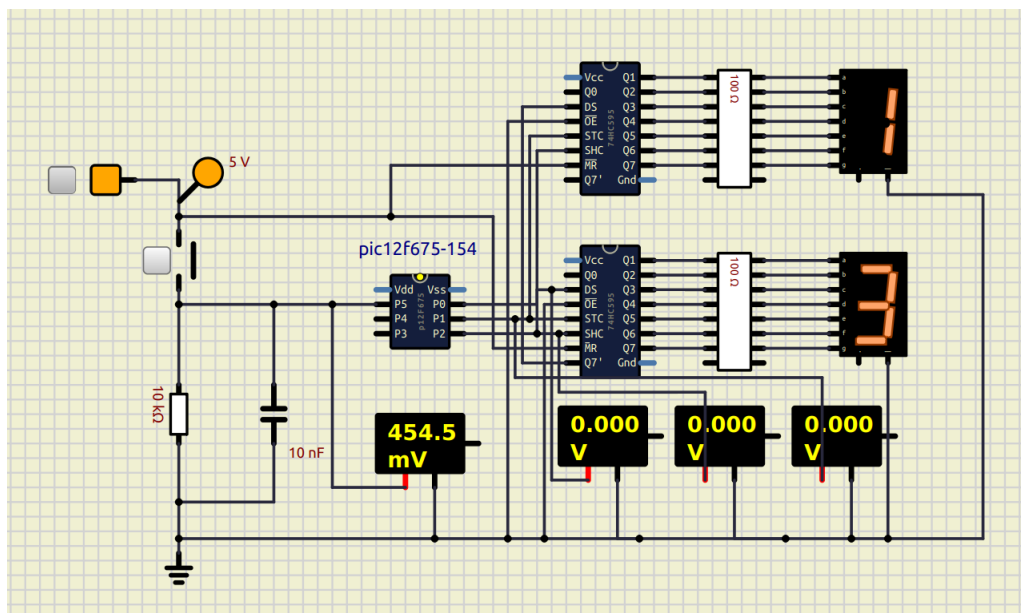 5 V
pic12f675-154
10 kΩ
10 nF
Vdd Vss
P5 P0
P4 P1
P3 P2
p12F675
Vcc Q1
Q0 Q2
DS Q3
OE Q4
STC Q5
SHC Q6
MR Q7
Q7' Gnd
74HC595
100 Ω
a
b
c
d
e
f
g
1
Vcc Q1
Q0 Q2
DS Q3
OE Q4
STC Q5
SHC Q6
MR Q7
Q7' Gnd
74HC595
100 Ω
a
b
c
d
e
f
g
3
454.5
mV
0.000
V
0.000
V
0.000
V